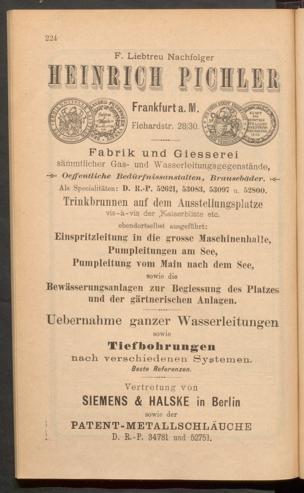 224
F. Liebtreu Nachfolger
HEINRICH PICHLER
Frankfurt a. M.
Fichardstr. 28/30.
Fabrik und Giesserei
sämmtlicher Gas- und Wasserleitungsgegenstände,
Oeffentliche Bedürfnissanstalten, Brausebäder.
Als Specialitäten: D. R.-P. 52621, 53083, 53097 u. 52800.
Trinkbrunnen auf dem Ausstellungsplatze
vis-à-vis der Kaiserbüste etc.
ebendortselbst ausgeführt:
Einspritzleitung in die grosse Maschinenhalle,
Pumpleitungen am See,
Pumpleitung vom Main nach dem See,
sowie die
Bewässerungsanlagen zur Begiessung des Platzes
und der gärtnerischen Anlagen.
Uebernahme ganzer Wasserleitungen
sowie
Tiefbohrungen
nach verschiedenen Systemen.
Beste Referenzen.
Vertretung von
SIEMENS & HALSKE in Berlin
sowie der
PATENT-METALLSCHLÄUCHE
D. R.-P. 34781 und 52751.